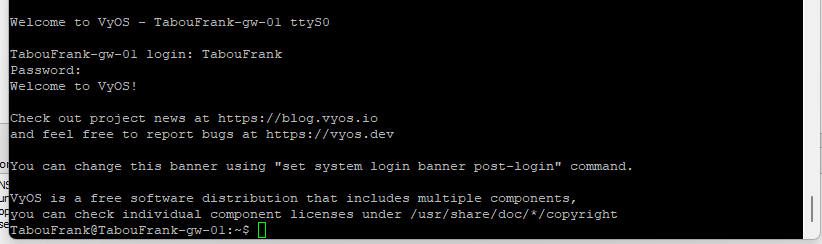 Welcome to VyOS - TabouFrank-gw-01 ttyS0
TabouFrank-gw-01 login: TabouFrank
Password:
Welcome to VyOS!
Check out project news at https://blog.vyos.io
and feel free to report bugs at https://vyos.dev
You can change this banner using "set system login banner post-login" command.
VyOS is a free software distribution that includes multiple components,
you can check individual component licenses under /usr/share/doc/*/copyright
TabouFrank@TabouFrank-gw-01:~$